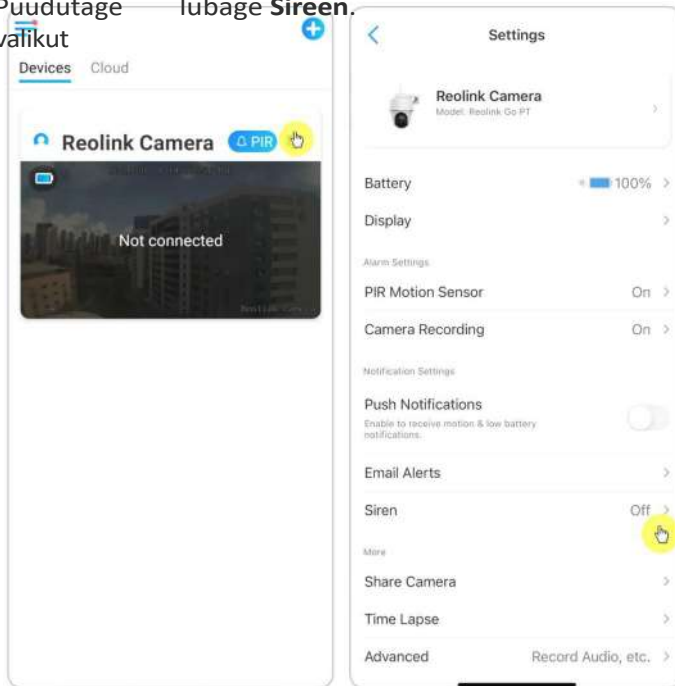 Puudutage lubage Sireen.
valikut
Devices Cloud
Reolink Camera PIR
Not connected
Settings
Reolink Camera
Model: Reolink Go PT
Battery 100%
Display
Alarm Settings
PIR Motion Sensor On
Camera Recording On
Notification Settings
Push Notifications
Enable to receive motion & low battery
notifications.
Email Alerts
Siren Off
More
Share Camera
Time Lapse
Advanced Record Audio, etc.